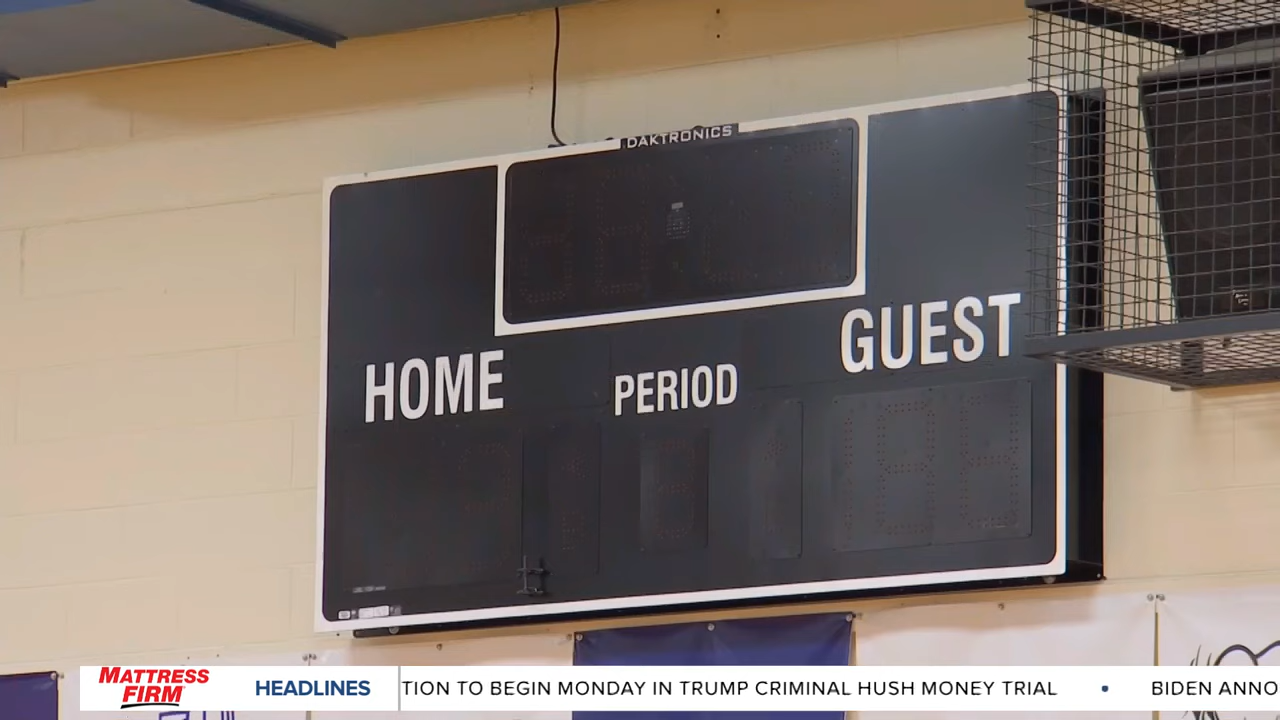 DAKTRONICS
HOME
PERIOD
GUEST
MATTRESS
FIRM
HEADLINES
TION TO BEGIN MONDAY IN TRUMP CRIMINAL HUSH MONEY TRIAL • BIDEN ANNO